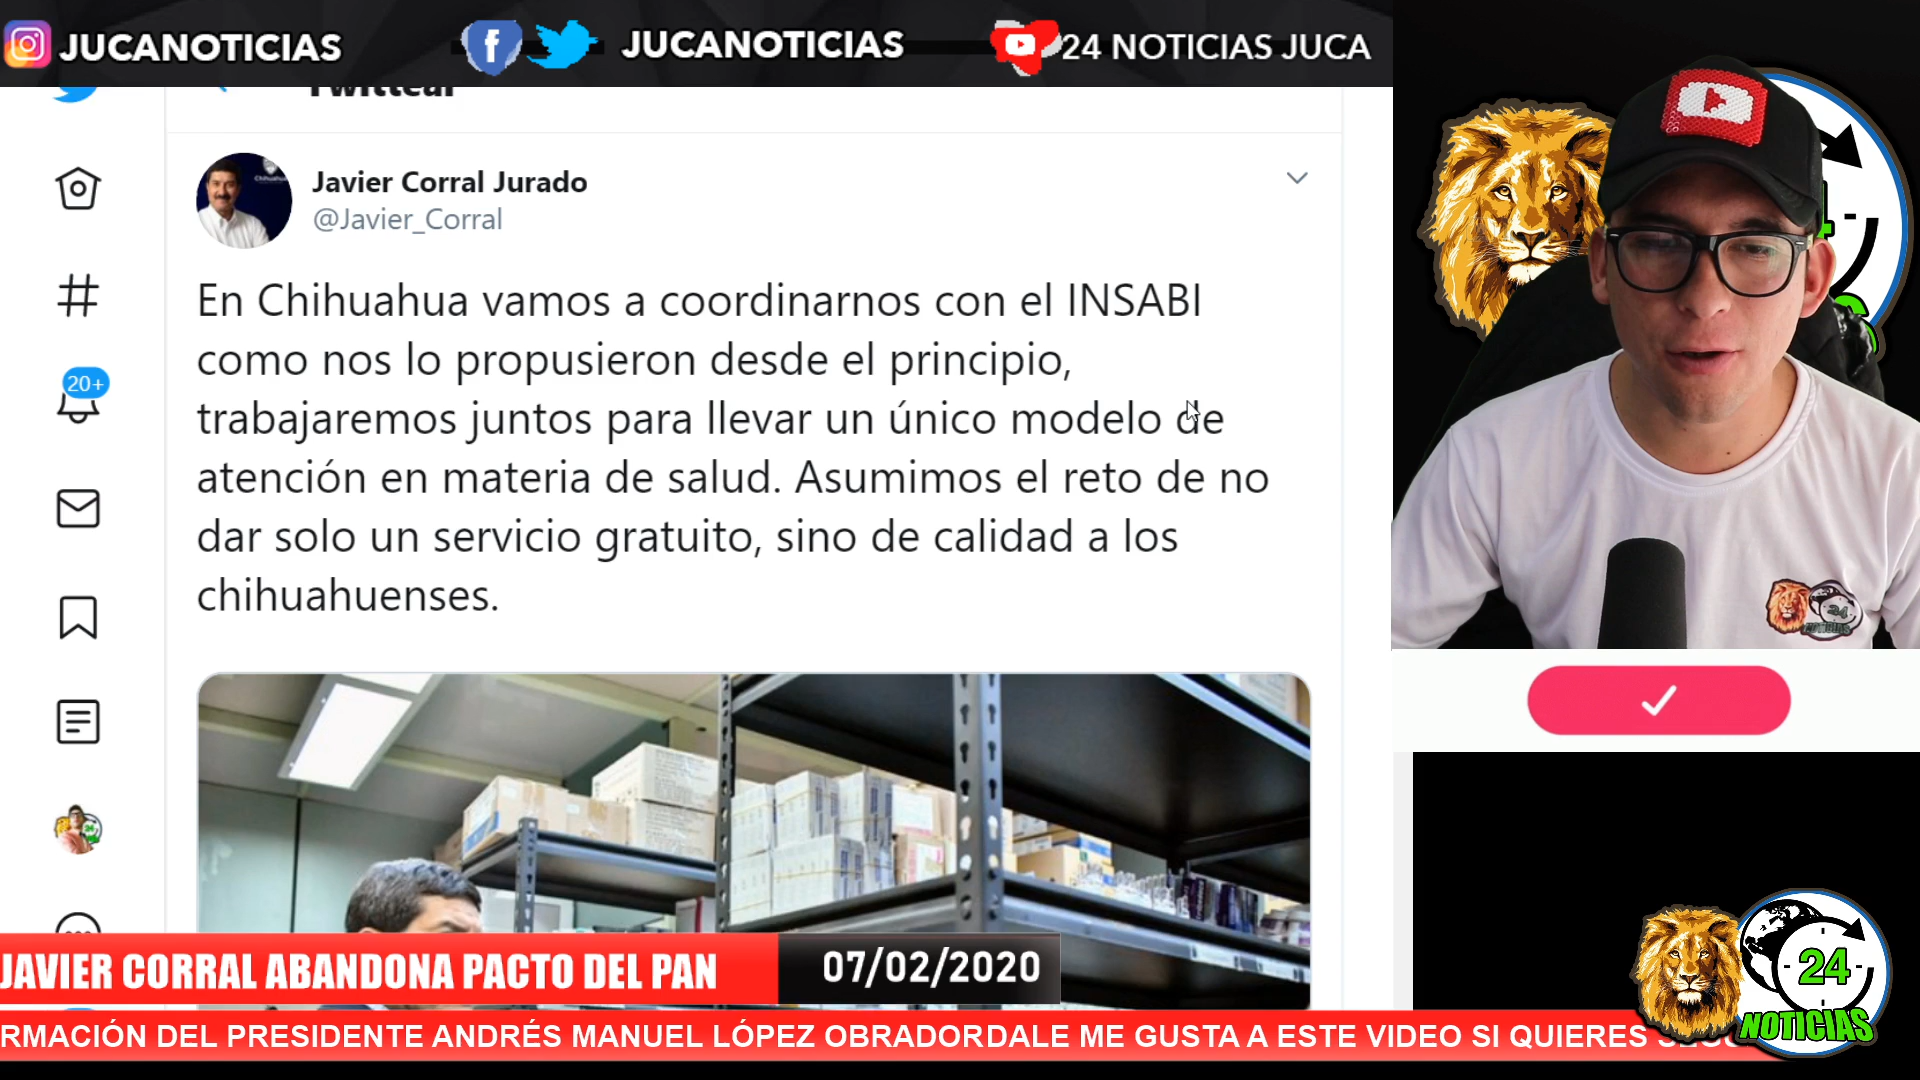 JUCANOTICIAS
JUCANOTICIAS
24 NOTICIAS JUCA
Twittear
Javier Corral Jurado
@Javier_Corral
20+
En Chihuahua vamos a coordinarnos con el INSABI
como nos lo propusieron desde el principio,
trabajaremos juntos para llevar un único modelo de
atención en materia de salud. Asumimos el reto de no
dar solo un servicio gratuito, sino de calidad a los
chihuahuenses.
JAVIER CORRAL ABANDONA PACTO DEL PAN
07/02/2020
RMACIÓN DEL PRESIDENTE ANDRÉS MANUEL LÓPEZ OBRADORDALE ME GUSTA A ESTE VIDEO SI QUIERES
24
NOTICIAS